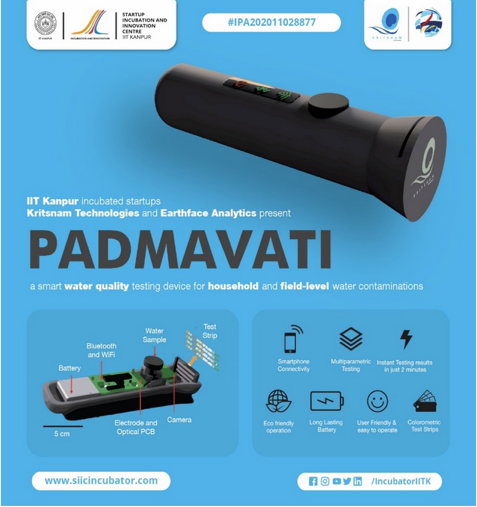 STARTUP
INCUBATION AND
INNOVATION
CENTRE
IIT KANPUR
#IPA202011028877
IIT Kanpur incubated startups
Kritsnam Technologies and Earthface Analytics present
PADMAVATI
a smart water quality testing device for household and field-level water contaminations
Test
Strip
Water
Sample
Bluetooth
and WiFi
Battery
Camera
Electrode and
Optical PCB
5 cm
Smartphone
Connectivity
Multiparametric
Testing
Instant Testing results
in just 2 minutes
Eco friendly
operation
Long Lasting
Battery
User Friendly &
easy to operate
Colorometric
Test Strips
www.siicincubator.com
/IncubatorIITK